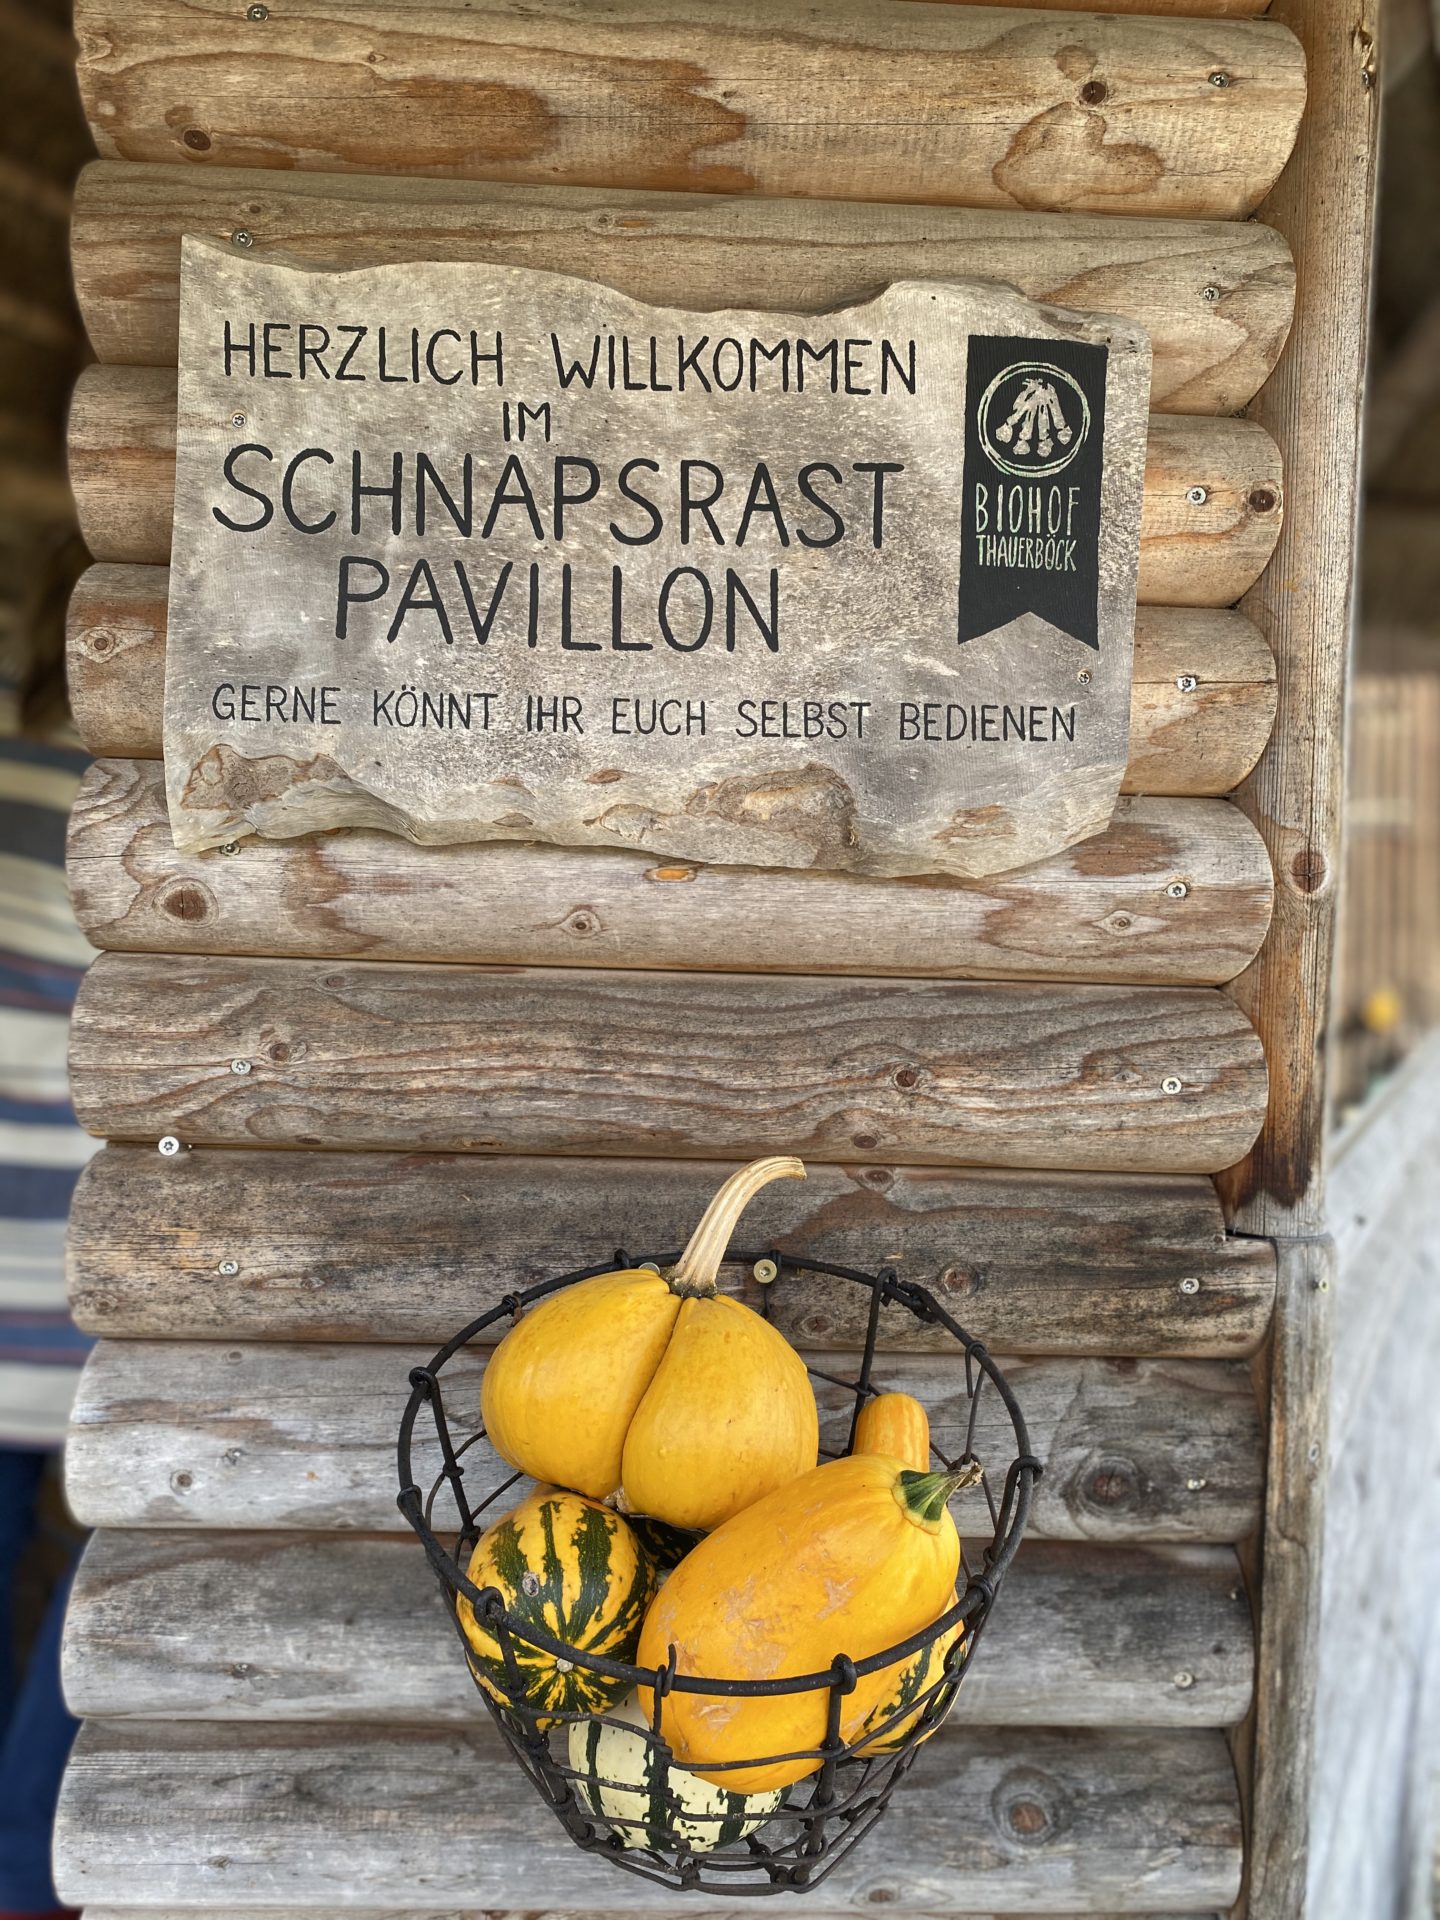 HERZLICH WILLKOMMEN
IM
SCHNAPSRAST
PAVILLON
GERNE KÖNNT IHR EUCH SELBST BEDIENEN
BIOHOF
THAUERBÖCK